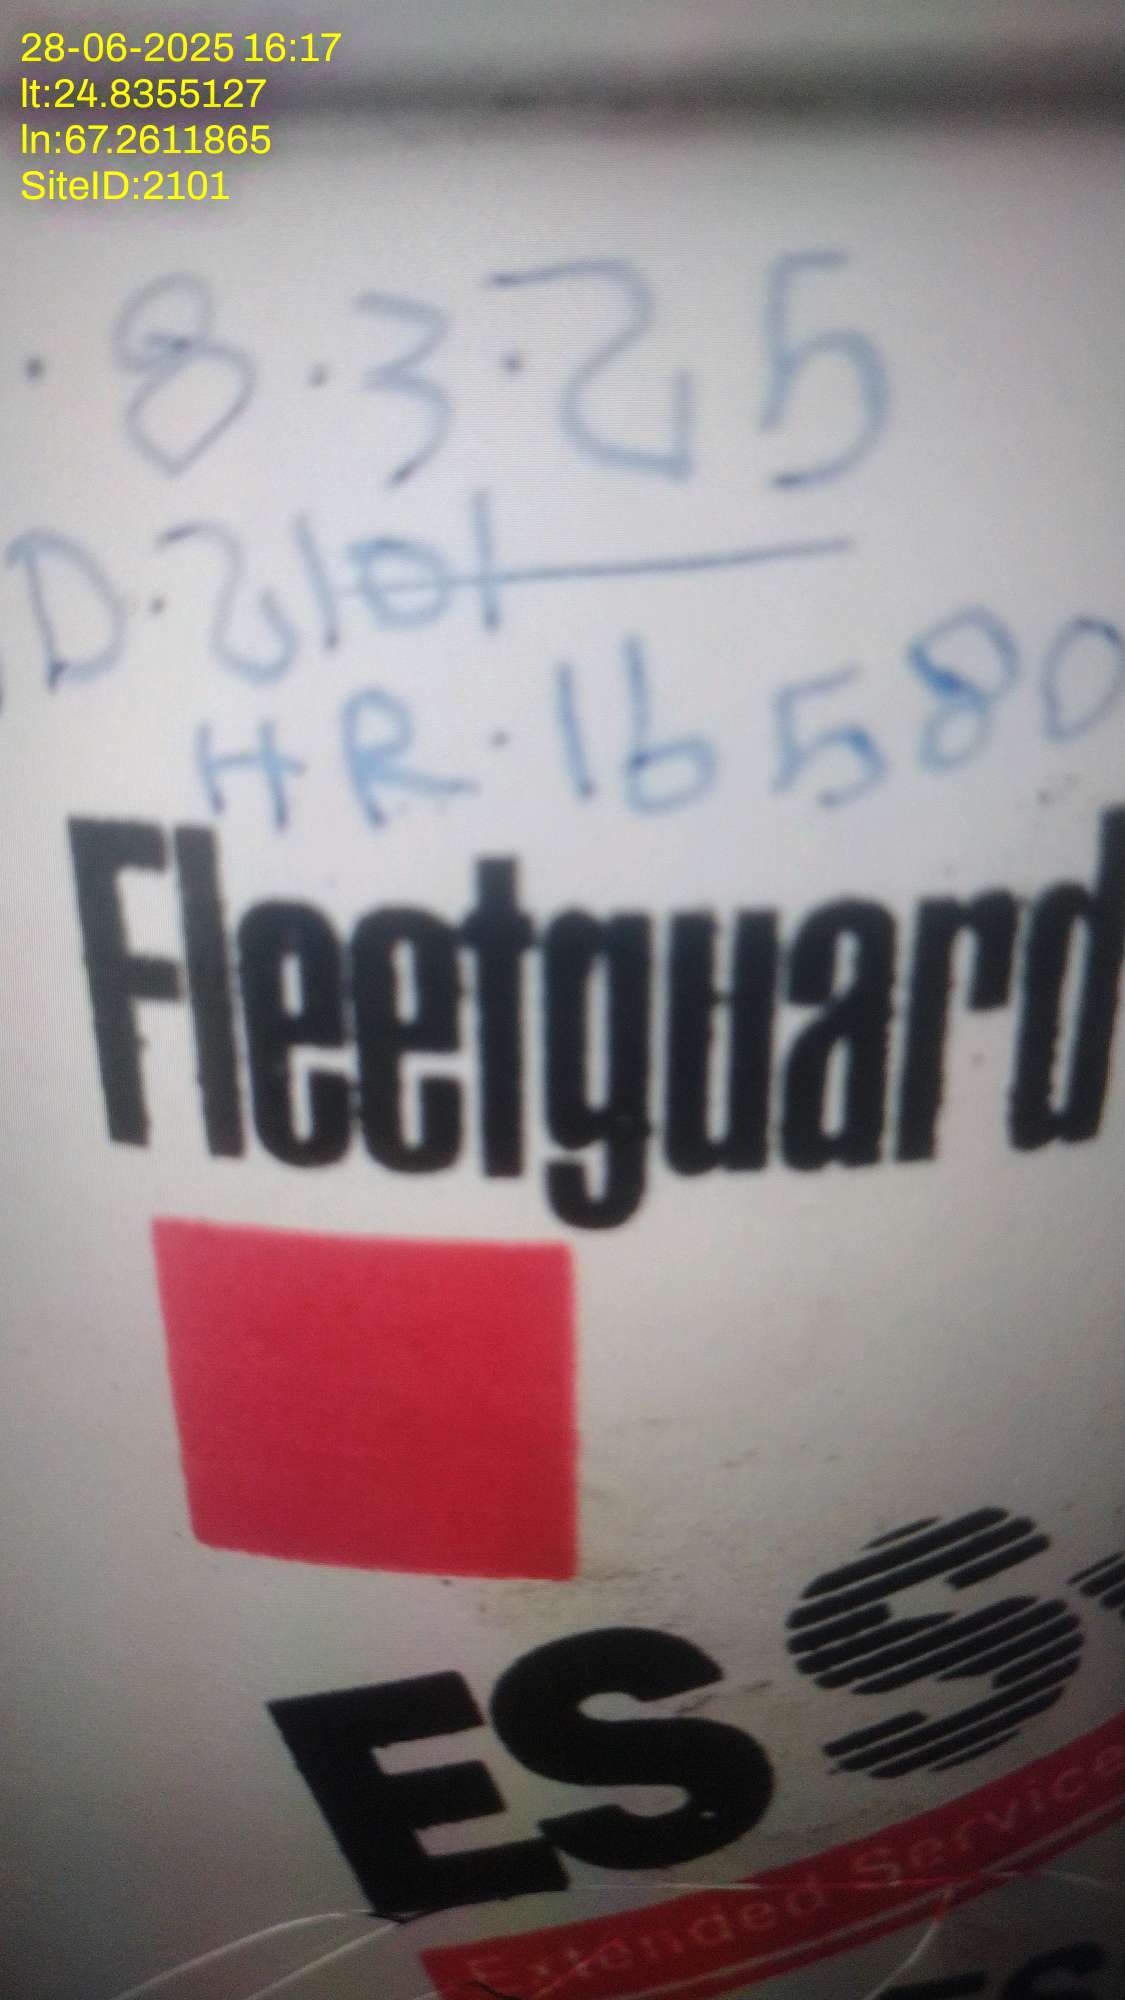 28-06-2025 16:17
lt:24.8355127
ln:67.2611865
SiteID:2101
.8.3.25
D.2101
HR.16580
Fleetguard
ES
Extended Service